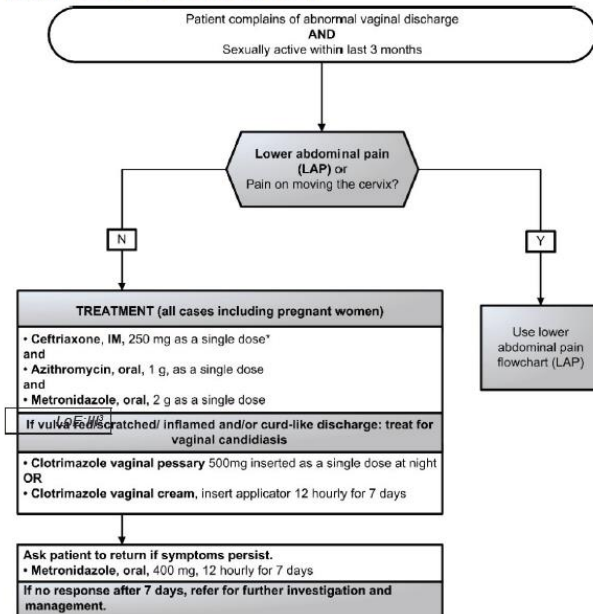 Patient complains of abnormal vaginal discharge
AND
Sexually active within last 3 months
Lower abdominal pain
(LAP) or
Pain on moving the cervix?
N
Y
TREATMENT (all cases including pregnant women)
• Ceftriaxone, IM, 250 mg as a single dose*
and
• Azithromycin, oral, 1 g, as a single dose
and
• Metronidazole, oral, 2 g as a single dose
Use lower
abdominal pain
flowchart (LAP)
LoE:III³
If vulva red/scratched/ inflamed and/or curd-like discharge: treat for
vaginal candidiasis
• Clotrimazole vaginal pessary 500mg inserted as a single dose at night
OR
• Clotrimazole vaginal cream, insert applicator 12 hourly for 7 days
Ask patient to return if symptoms persist.
• Metronidazole, oral, 400 mg, 12 hourly for 7 days
If no response after 7 days, refer for further investigation and
management.